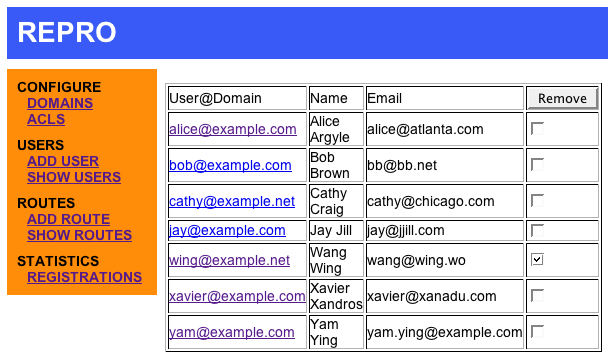 REPRO
CONFIGURE
DOMAINS
ACLS
USERS
ADD USER
SHOW USERS
ROUTES
ADD ROUTE
SHOW ROUTES
STATISTICS
REGISTRATIONS
User@Domain Name Email Remove
alice@example.com Alice Argyle alice@atlanta.com
bob@example.com Bob Brown bb@bb.net
cathy@example.net Cathy Craig cathy@chicago.com
jay@example.com Jay Jill jay@jjill.com
wing@example.net Wang Wing wang@wing.wo
xavier@example.com Xavier Xandros xavier@xanadu.com
yam@example.com Yam Ying yam.ying@example.com